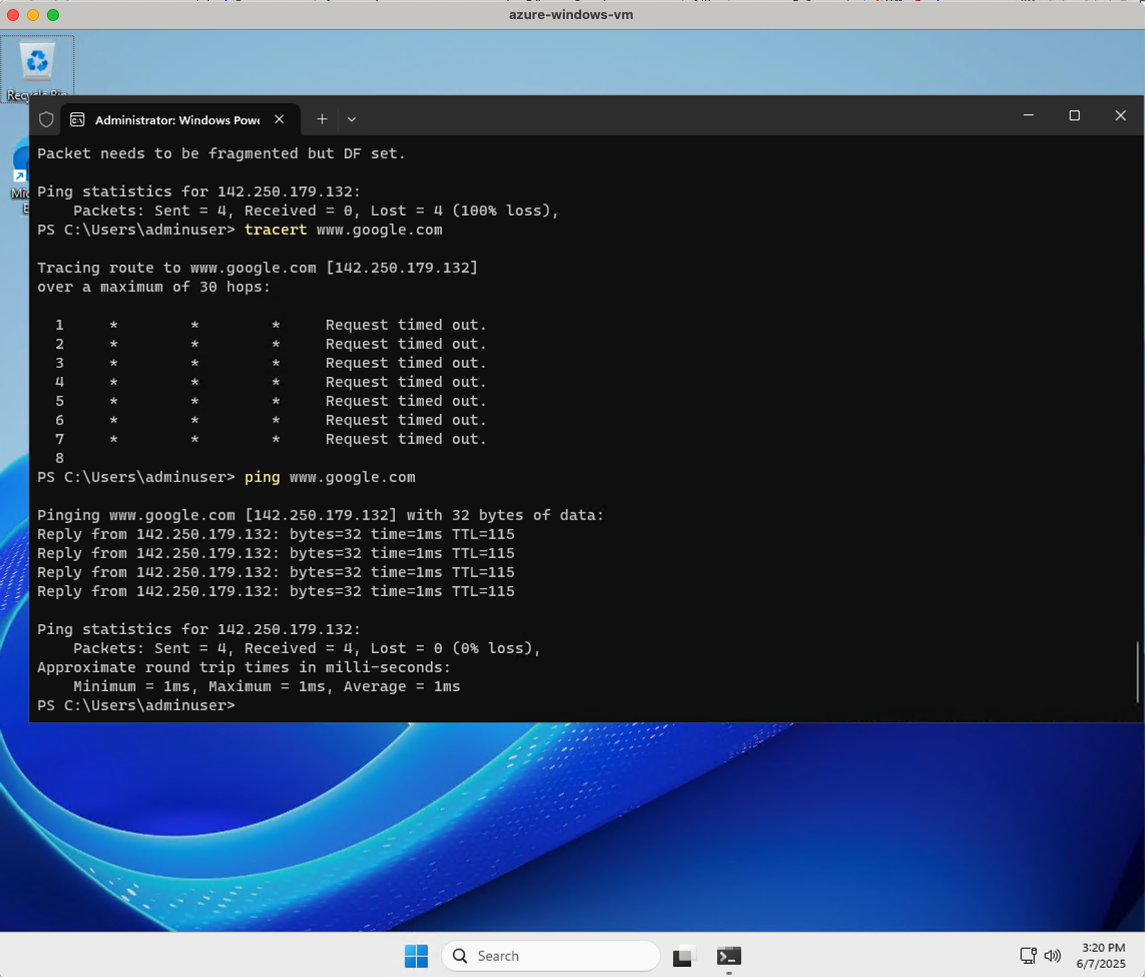 azure-windows-vm
Recycle Bin
Administrator: Windows Powe
Packet needs to be fragmented but DF set.
Ping statistics for 142.250.179.132:
    Packets: Sent = 4, Received = 0, Lost = 4 (100% loss),
PS C:\Users\adminuser> tracert www.google.com
Tracing route to www.google.com [142.250.179.132]
over a maximum of 30 hops:
  1     *        *        *     Request timed out.
  2     *        *        *     Request timed out.
  3     *        *        *     Request timed out.
  4     *        *        *     Request timed out.
  5     *        *        *     Request timed out.
  6     *        *        *     Request timed out.
  7     *        *        *     Request timed out.
  8
PS C:\Users\adminuser> ping www.google.com
Pinging www.google.com [142.250.179.132] with 32 bytes of data:
Reply from 142.250.179.132: bytes=32 time=1ms TTL=115
Reply from 142.250.179.132: bytes=32 time=1ms TTL=115
Reply from 142.250.179.132: bytes=32 time=1ms TTL=115
Reply from 142.250.179.132: bytes=32 time=1ms TTL=115
Ping statistics for 142.250.179.132:
    Packets: Sent = 4, Received = 4, Lost = 0 (0% loss),
Approximate round trip times in milli-seconds:
    Minimum = 1ms, Maximum = 1ms, Average = 1ms
PS C:\Users\adminuser>
Search
3:20 PM
6/7/2025